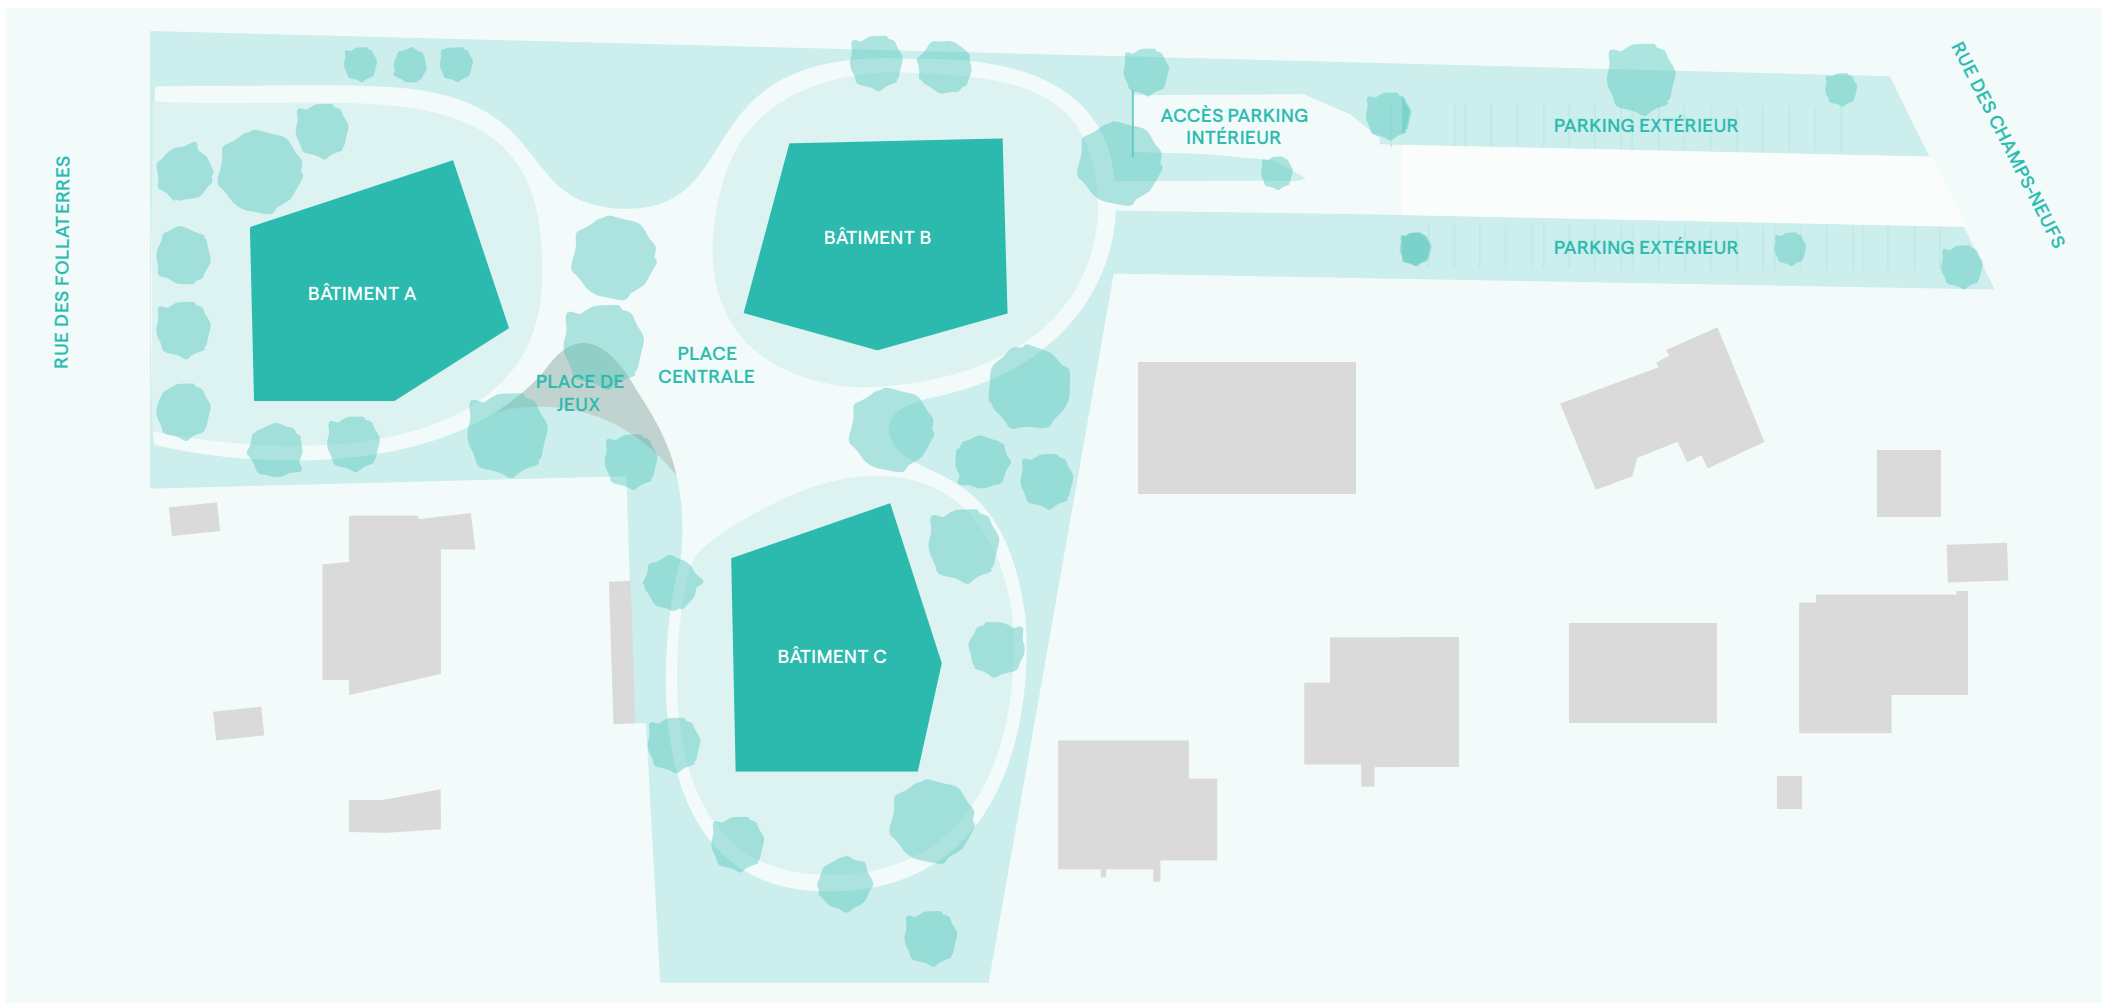 RUE DES FOLLATERRES
BÂTIMENT A
BÂTIMENT B
ACCÈS PARKING
INTÉRIEUR
PARKING EXTÉRIEUR
RUE DES CHAMPS-NEUFS
PARKING EXTÉRIEUR
PLACE
CENTRALE
PLACE DE
JEUX
BÂTIMENT C